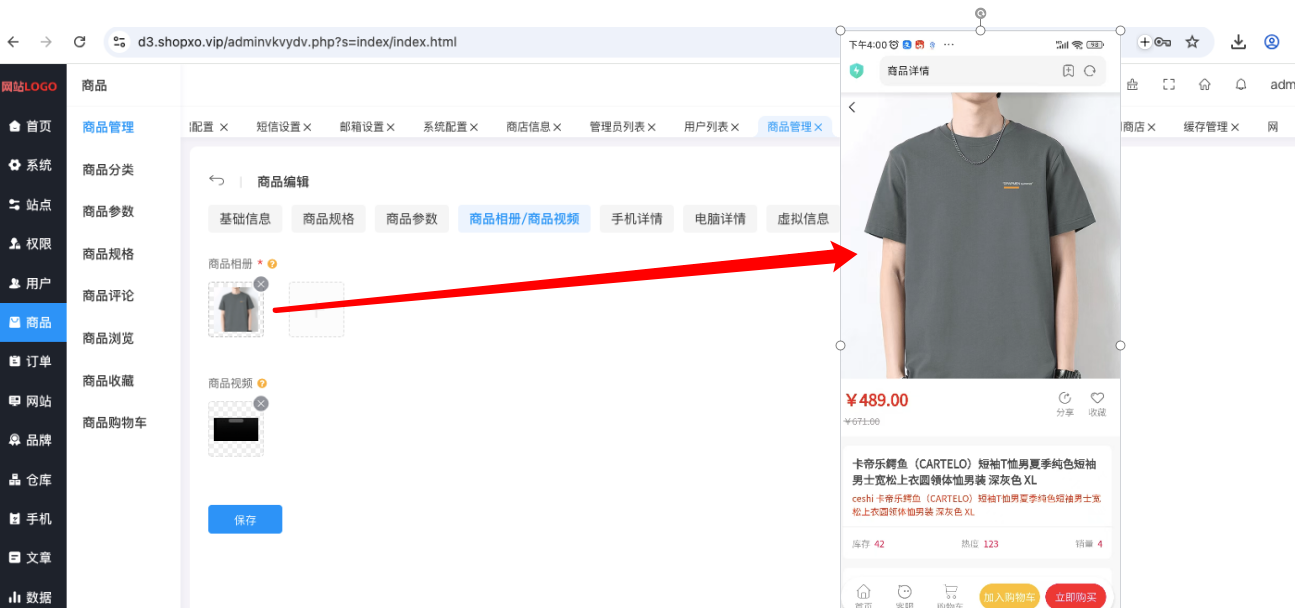 d3.shopxo.vip/adminvkvydv.php?s=index/index.html
网站LOGO
首页
系统
站点
权限
用户
商品
订单
网站
品牌
仓库
手机
文章
数据
商品
商品管理
商品分类
商品参数
商品规格
商品评论
商品浏览
商品收藏
商品购物车
adm
配置 × 短信设置 × 邮箱设置 × 系统配置 × 商店信息 × 管理员列表 × 用户列表 × 商品管理 ×
商店 × 缓存管理 × 网
商品编辑
基础信息 商品规格 商品参数 商品相册/商品视频 手机详情 电脑详情 虚拟信息
商品相册 *
商品视频
保存
下午4:00 ···
98
商品详情
¥489.00
¥671.00
分享 收藏
卡帝乐鳄鱼（CARTELO）短袖T恤男夏季纯色短袖
男士宽松上衣圆领体恤男装 深灰色 XL
ceshi 卡帝乐鳄鱼（CARTELO）短袖T恤男夏季纯色短袖男士宽
松上衣圆领体恤男装 深灰色 XL
库存 42 热度 123 销量 4
首页 客服 购物车 加入购物车 立即购买